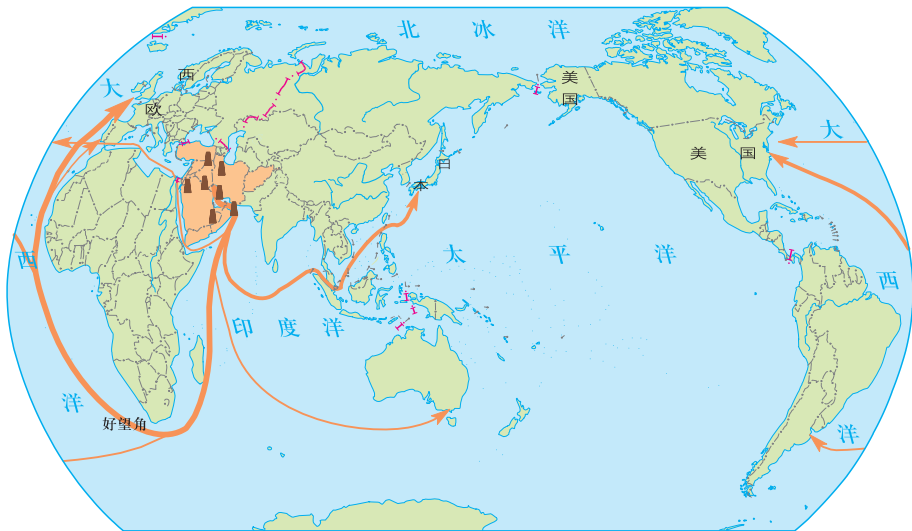 北冰洋
大
西
洋
西
欧
日
本
美
国
美国
大
西
洋
太平洋
印度洋
好望角